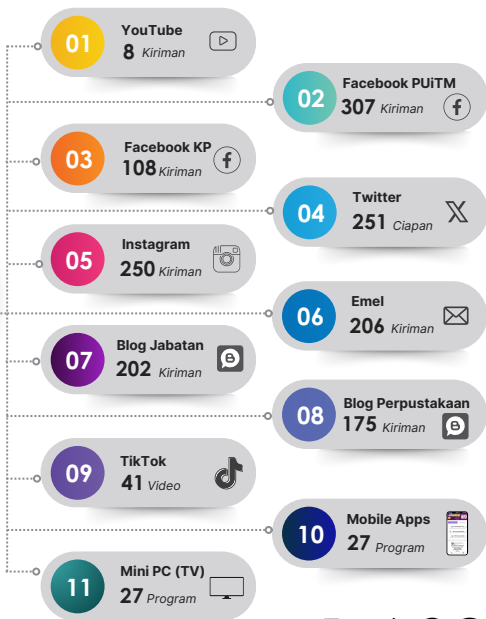 01
YouTube
8 Kiriman
02
Facebook PUiTM
307 Kiriman
03
Facebook KP
108 Kiriman
04
Twitter
251 Ciapan
05
Instagram
250 Kiriman
06
Emel
206 Kiriman
07
Blog Jabatan
202 Kiriman
08
Blog Perpustakaan
175 Kiriman
09
TikTok
41 Video
10
Mobile Apps
27 Program
11
Mini PC (TV)
27 Program